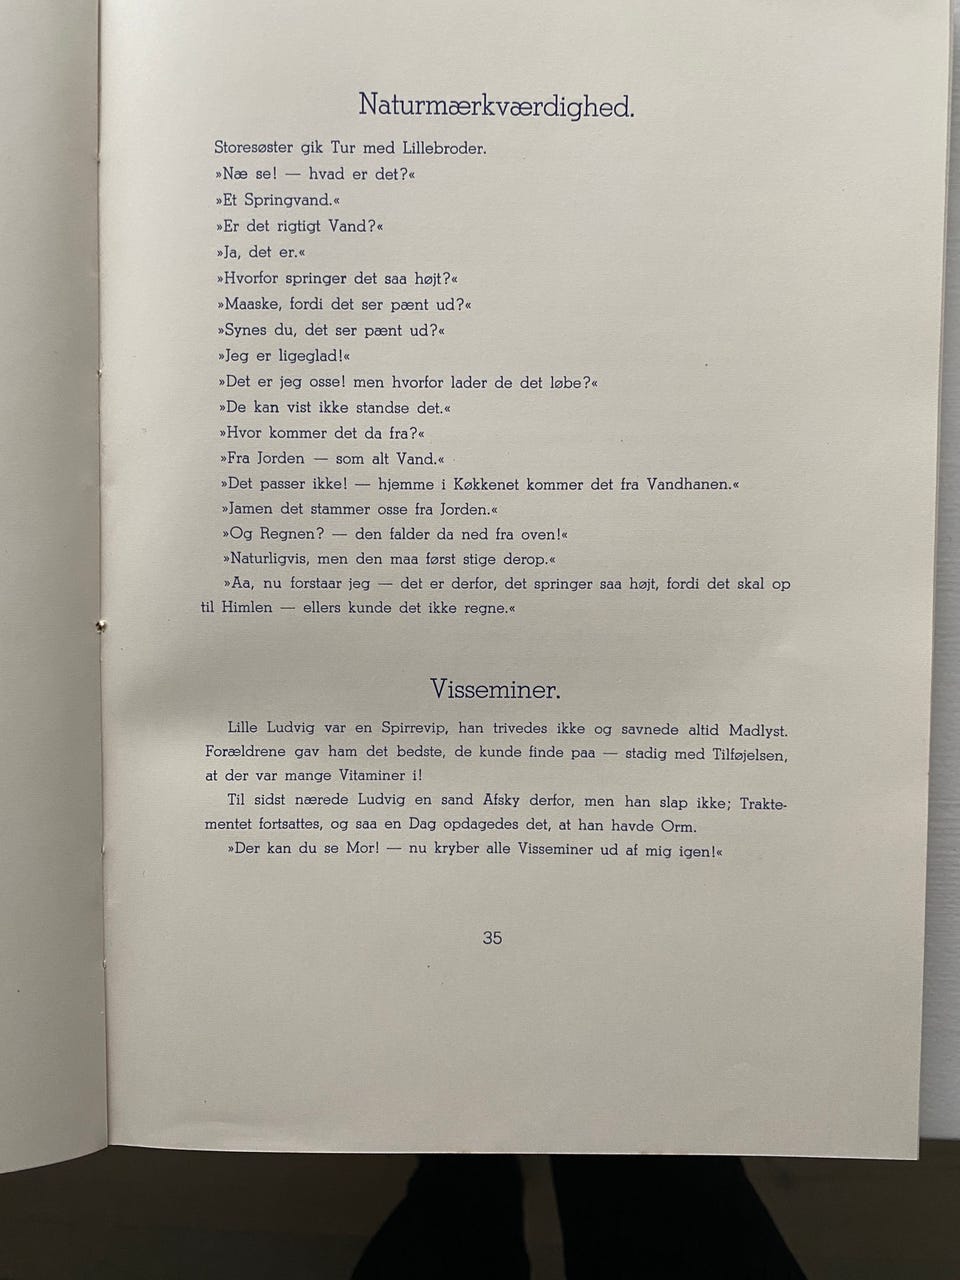 Naturmærkværdighed.
Storesøster gik Tur med Lillebroder.
»Næ se! — hvad er det?«
»Et Springvand.«
»Er det rigtigt Vand?«
»Ja, det er.«
»Hvorfor springer det saa højt?«
»Maaske, fordi det ser pænt ud?«
»Synes du, det ser pænt ud?«
»Jeg er ligeglad!«
»Det er jeg osse! men hvorfor lader de det løbe?«
»De kan vist ikke standse det.«
»Hvor kommer det da fra?«
»Fra Jorden — som alt Vand.«
»Det passer ikke! — hjemme i Køkkenet kommer det fra Vandhanen.«
»Jamen det stammer osse fra Jorden.«
»Og Regnen? — den falder da ned fra oven!«
»Naturligvis, men den maa først stige derop.«
»Aa, nu forstaar jeg — det er derfor, det springer saa højt, fordi det skal op
til Himlen — ellers kunde det ikke regne.«
Visseminer.
Lille Ludvig var en Spirrevip, han trivedes ikke og savnede altid Madlyst.
Forældrene gav ham det bedste, de kunde finde paa — stadig med Tilføjelsen,
at der var mange Vitaminer i!
Til sidst nærede Ludvig en sand Afsky derfor, men han slap ikke; Trakte-
mentet fortsattes, og saa en Dag opdagedes det, at han havde Orm.
»Der kan du se Mor! — nu kryber alle Visseminer ud af mig igen!«
35